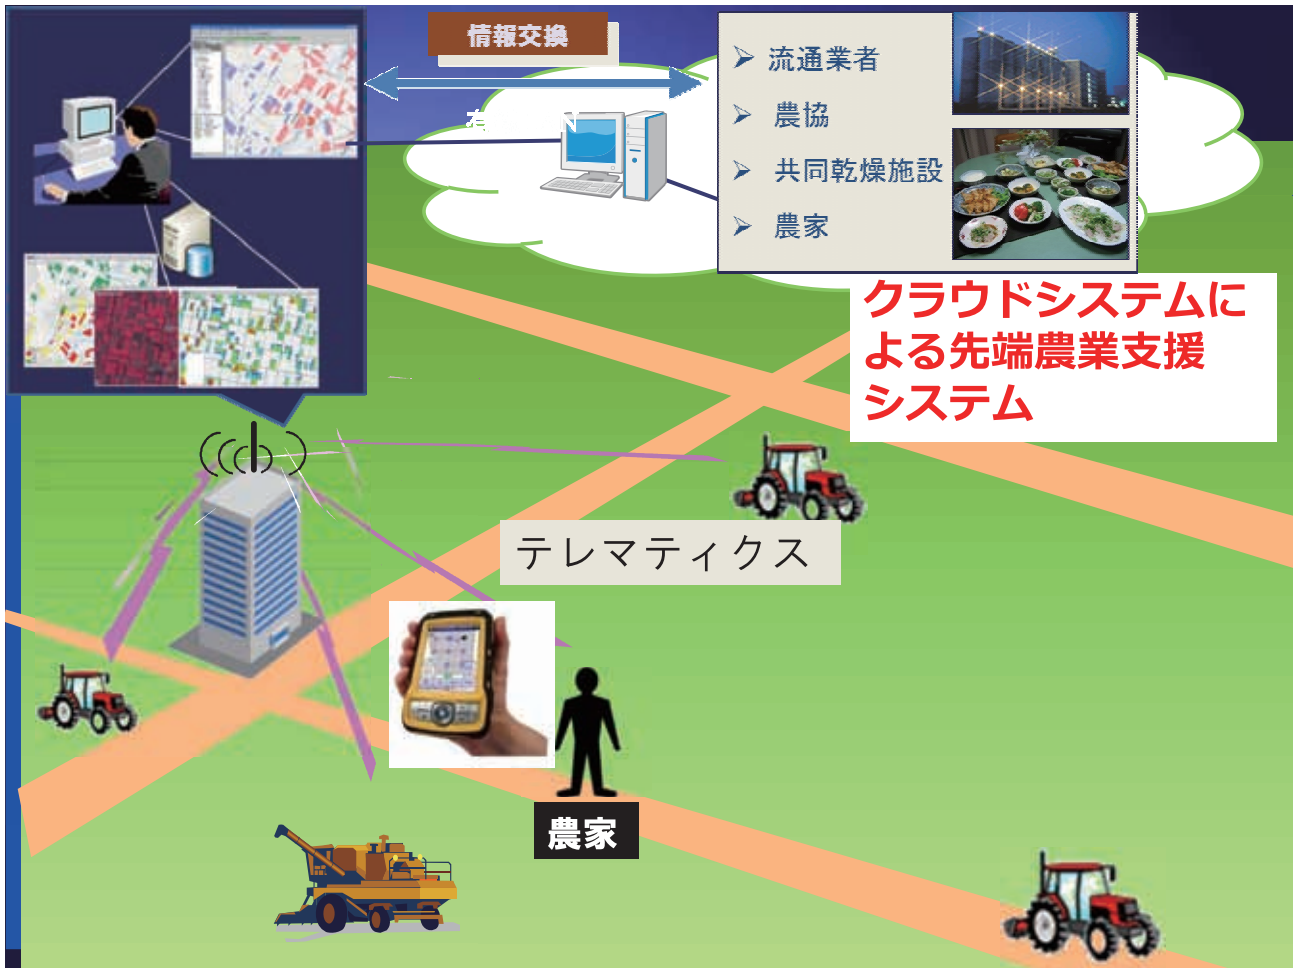 情報交換
流通業者
農協
共同乾燥施設
農家
クラウドシステムに
よる先端農業支援
システム
テレマティクス
農家